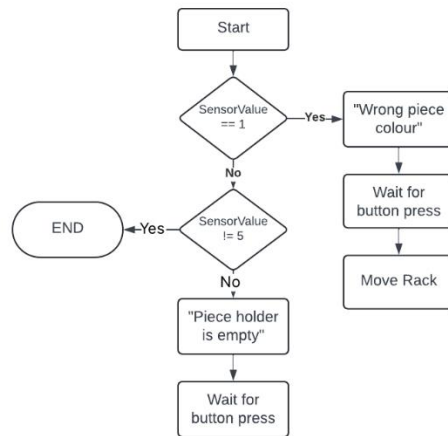 Start
SensorValue
== 1
Yes
"Wrong piece
colour"
No
Wait for
button press
SensorValue
!= 5
Yes
END
Move Rack
No
"Piece holder
is empty"
Wait for
button press